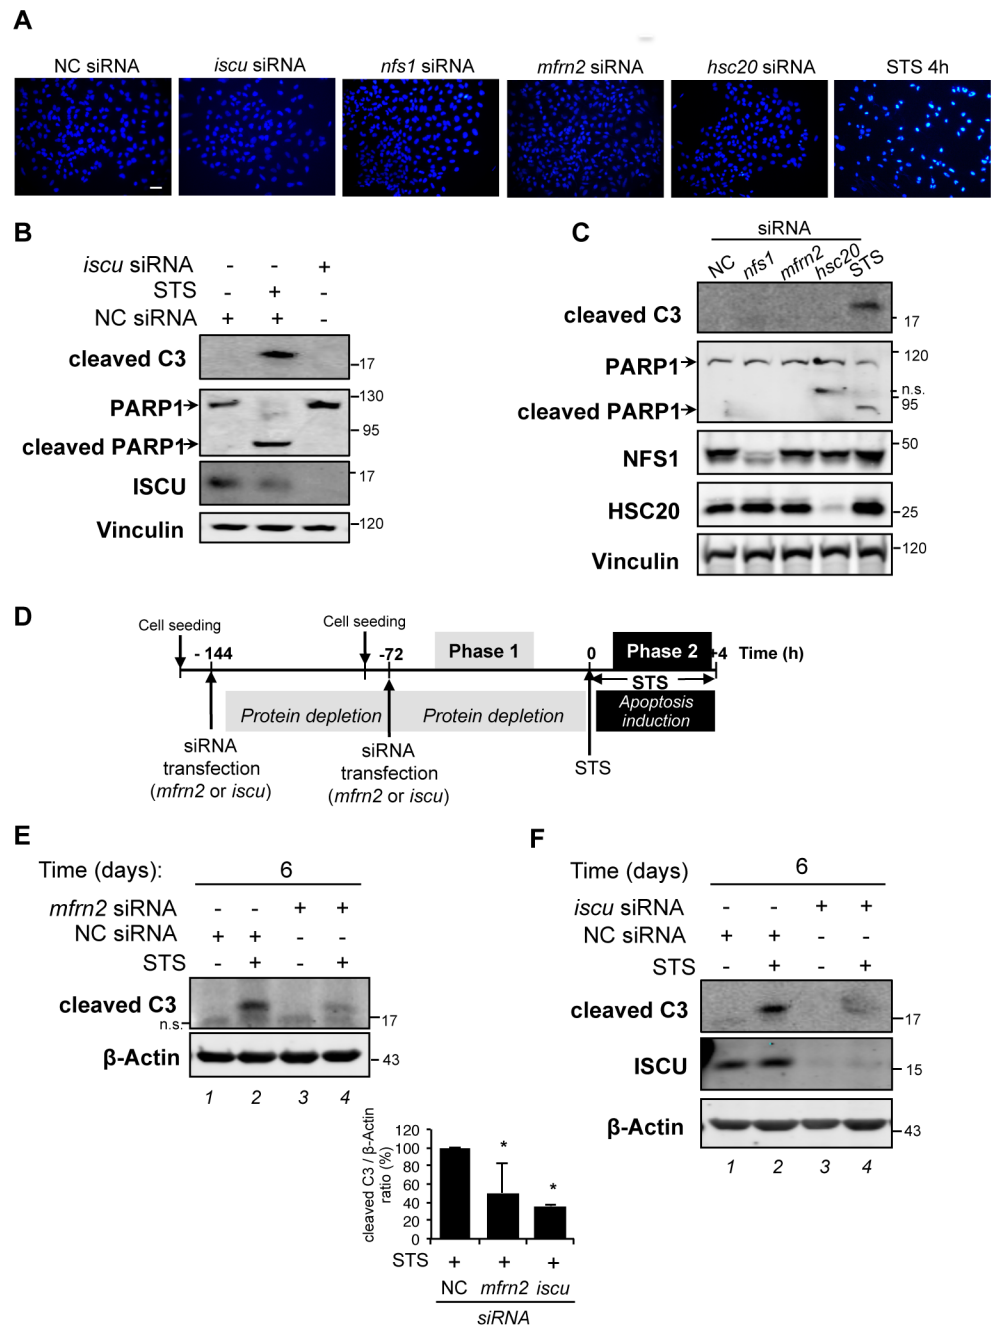 A
NC siRNA iscu siRNA nfs1 siRNA mfrn2 siRNA hsc20 siRNA STS 4h
B
iscu siRNA - - +
STS - + -
NC siRNA + + -
cleaved C3
17
PARP1
130
95
cleaved PARP1
ISCU
17
Vinculin
120
C
siRNA
NC nfs1 mfrn2 hsc20 STS
cleaved C3
17
PARP1
120
n.s.
95
cleaved PARP1
NFS1
50
HSC20
25
Vinculin
120
D
Cell seeding Cell seeding
- 144 -72 Phase 1 0 Phase 2 +4 Time (h)
STS
Protein depletion Protein depletion Apoptosis
induction
siRNA
transfection
(mfrn2 or iscu)
siRNA
transfection
(mfrn2 or iscu)
STS
E
Time (days): 6
mfrn2 siRNA - - + +
NC siRNA + + - -
STS - + - +
cleaved C3
n.s.
17
β-Actin
43
1 2 3 4
cleaved C3 / β-Actin
ratio (%)
120
100
80
60
40
20
0
* *
STS + + +
NC mfrn2 iscu
siRNA
F
Time (days) 6
iscu siRNA - - + +
NC siRNA + + - -
STS - + - +
cleaved C3
17
ISCU
15
β-Actin
43
1 2 3 4